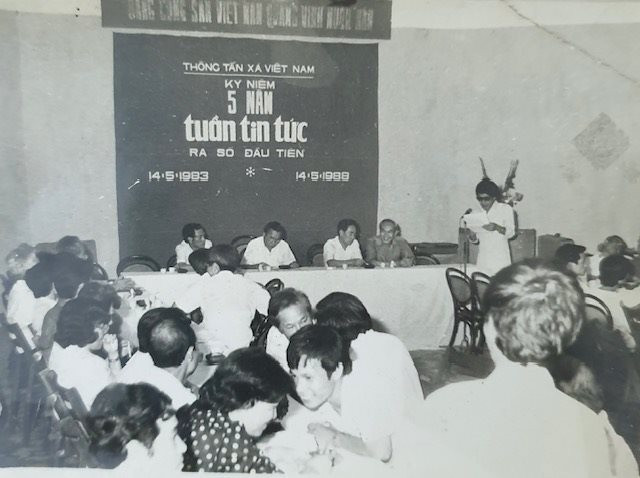 THÔNG TẤN XÃ VIỆT NAM
KỶ NIỆM
5 NĂM
tuần tin tức
RA SỐ ĐẦU TIÊN
14·5·1983 * 14·5·1988